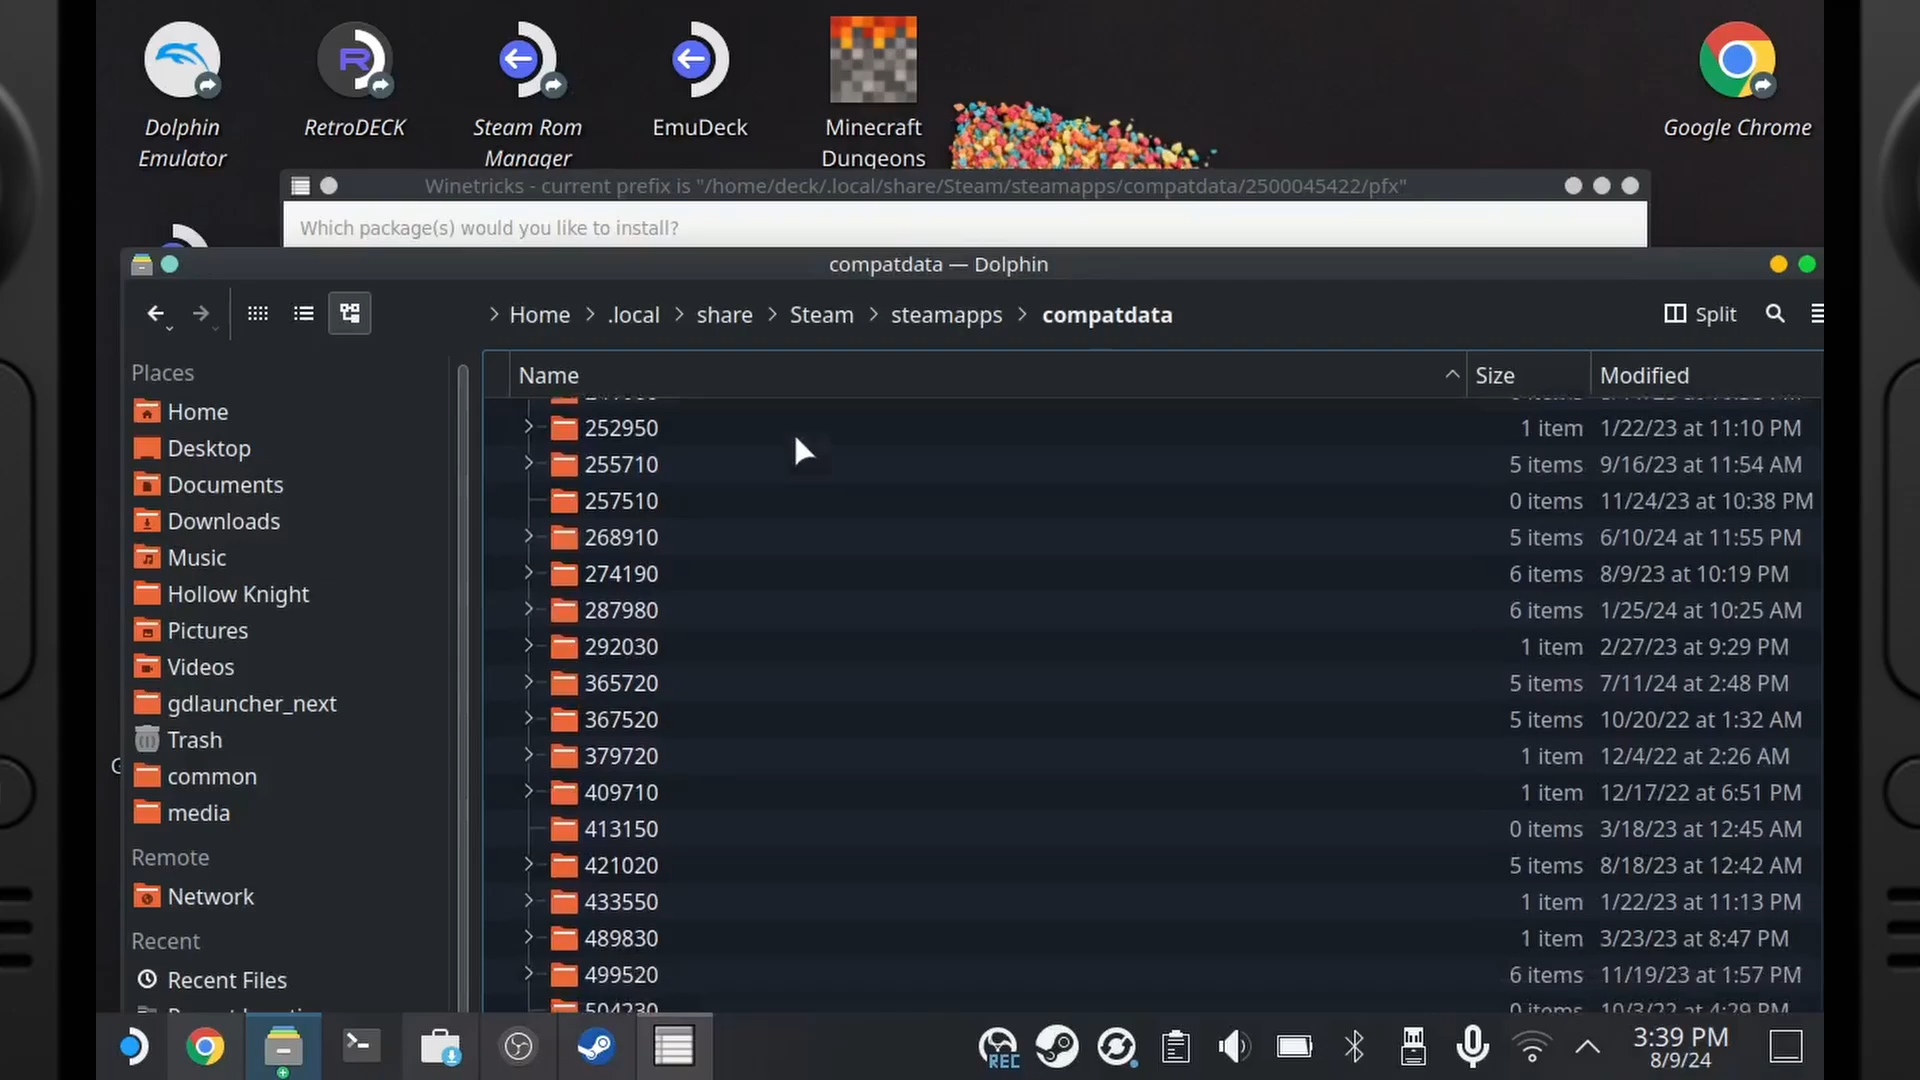 Dolphin
Emulator
RetroDECK
Steam Rom
Manager
EmuDeck
Minecraft
Dungeons
Google Chrome
Winetricks - current prefix is "/home/deck/.local/share/Steam/steamapps/compatdata/2500045422/pfx"
Which package(s) would you like to install?
compatdata — Dolphin
Home > .local > share > Steam > steamapps > compatdata
Split
Places
Home
Desktop
Documents
Downloads
Music
Hollow Knight
Pictures
Videos
gdlauncher_next
Trash
common
media
Remote
Network
Recent
Recent Files
Name Size Modified
252950 1 item 1/22/23 at 11:10 PM
255710 5 items 9/16/23 at 11:54 AM
257510 0 items 11/24/23 at 10:38 PM
268910 5 items 6/10/24 at 11:55 PM
274190 6 items 8/9/23 at 10:19 PM
287980 6 items 1/25/24 at 10:25 AM
292030 1 item 2/27/23 at 9:29 PM
365720 5 items 7/11/24 at 2:48 PM
367520 5 items 10/20/22 at 1:32 AM
379720 1 item 12/4/22 at 2:26 AM
409710 1 item 12/17/22 at 6:51 PM
413150 0 items 3/18/23 at 12:45 AM
421020 5 items 8/18/23 at 12:42 AM
433550 1 item 1/22/23 at 11:13 PM
489830 1 item 3/23/23 at 8:47 PM
499520 6 items 11/19/23 at 1:57 PM
504230 0 items 10/3/22 at 4:29 PM
REC
3:39 PM
8/9/24